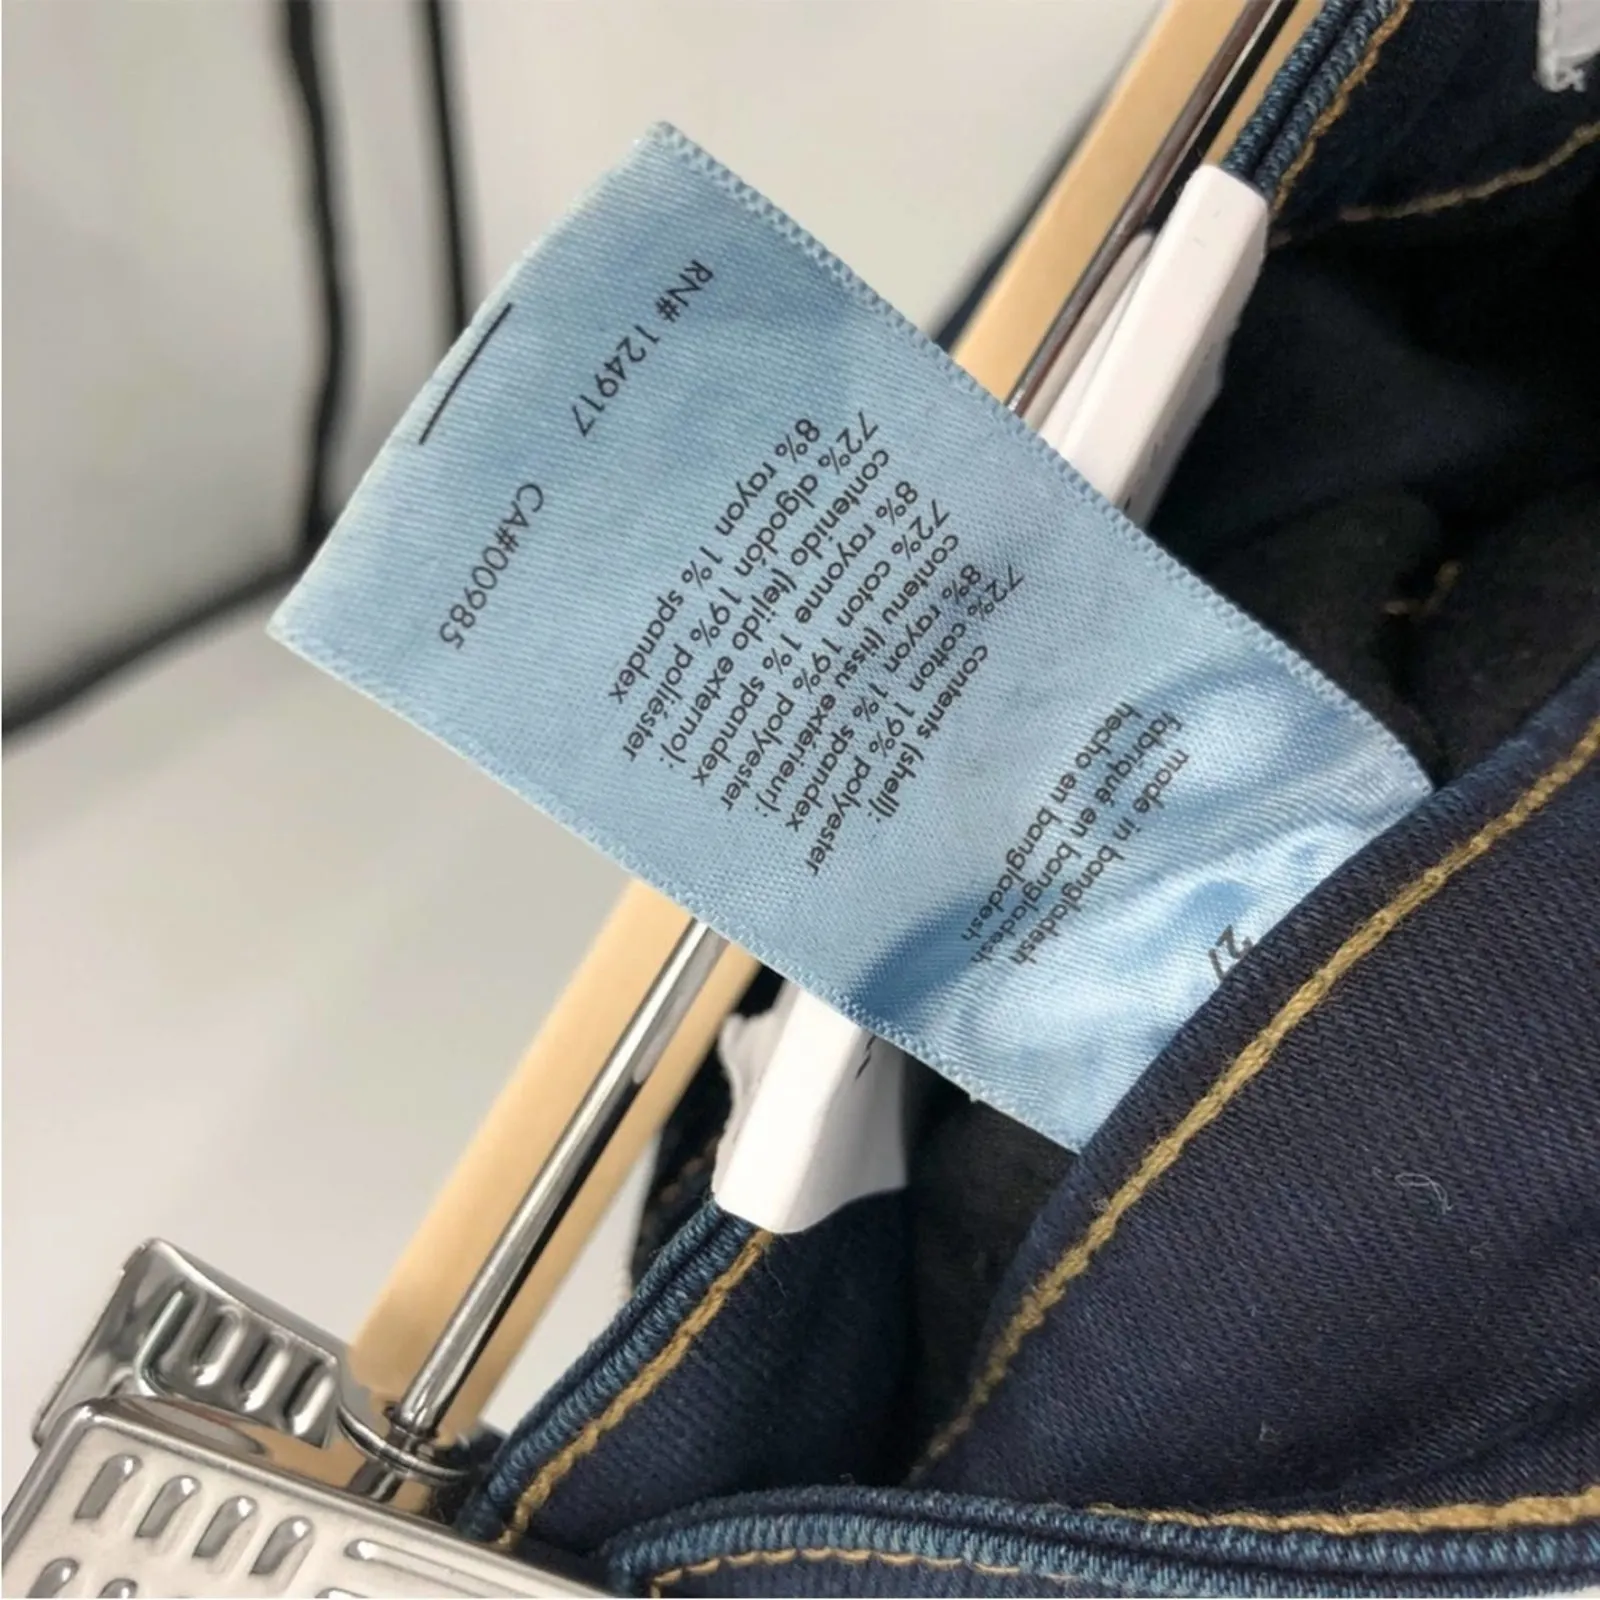 27
made in bangladesh
fabriqué en bangladesh
hecho en bangladesh
contents (shell):
72% cotton 19% polyester
8% rayon 1% spandex
contenu (tissu extérieur):
72% coton 19% polyester
8% rayonne 1% spandex
contenido (tejido externo):
72% algodón 19% poliéster
8% rayon 1% spandex
RN# 124917 CA#00985